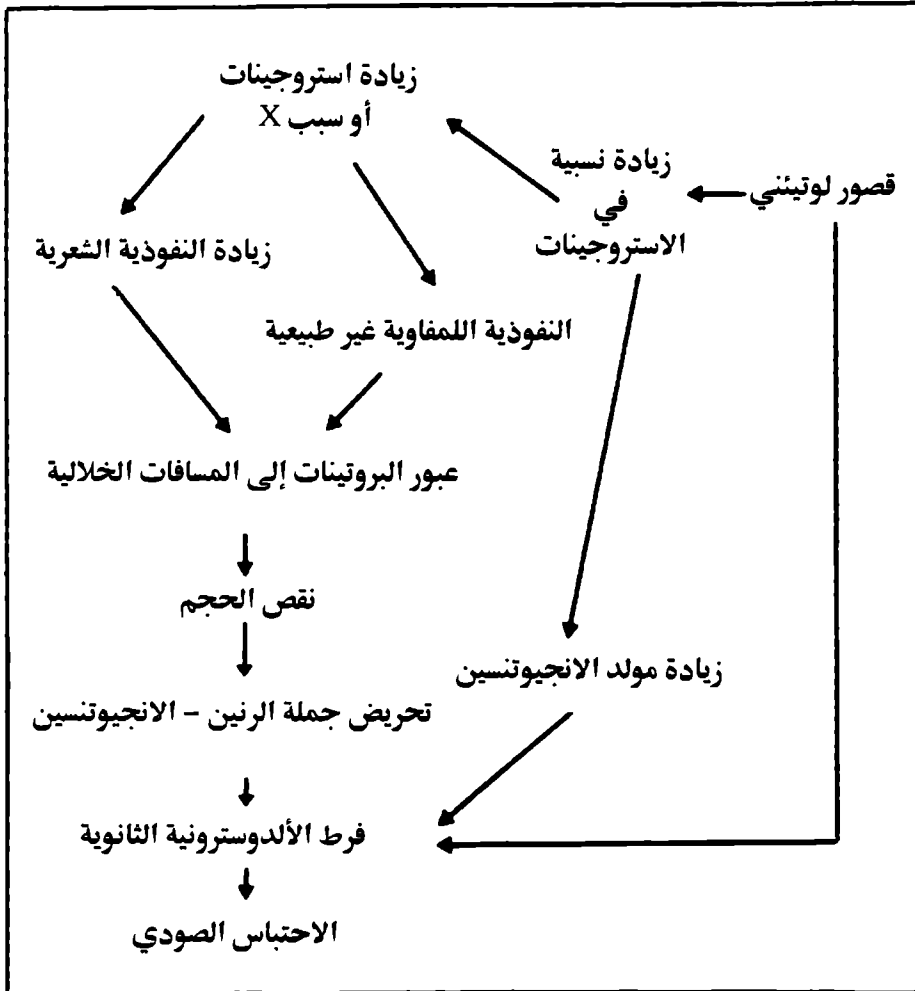 زيادة استروجينات
أو سبب X
زيادة نسبية
في
الاستروجينات
قصور لوتيئني
زيادة النفوذية الشعرية
النفوذية اللمفاوية غير طبيعية
عبور البروتينات إلى المسافات الخلالية
نقص الحجم
زيادة مولد الانجيوتنسين
تحريض جملة الرنين – الانجيوتنسين
فرط الألدوسترونية الثانوية
الاحتباس الصودي